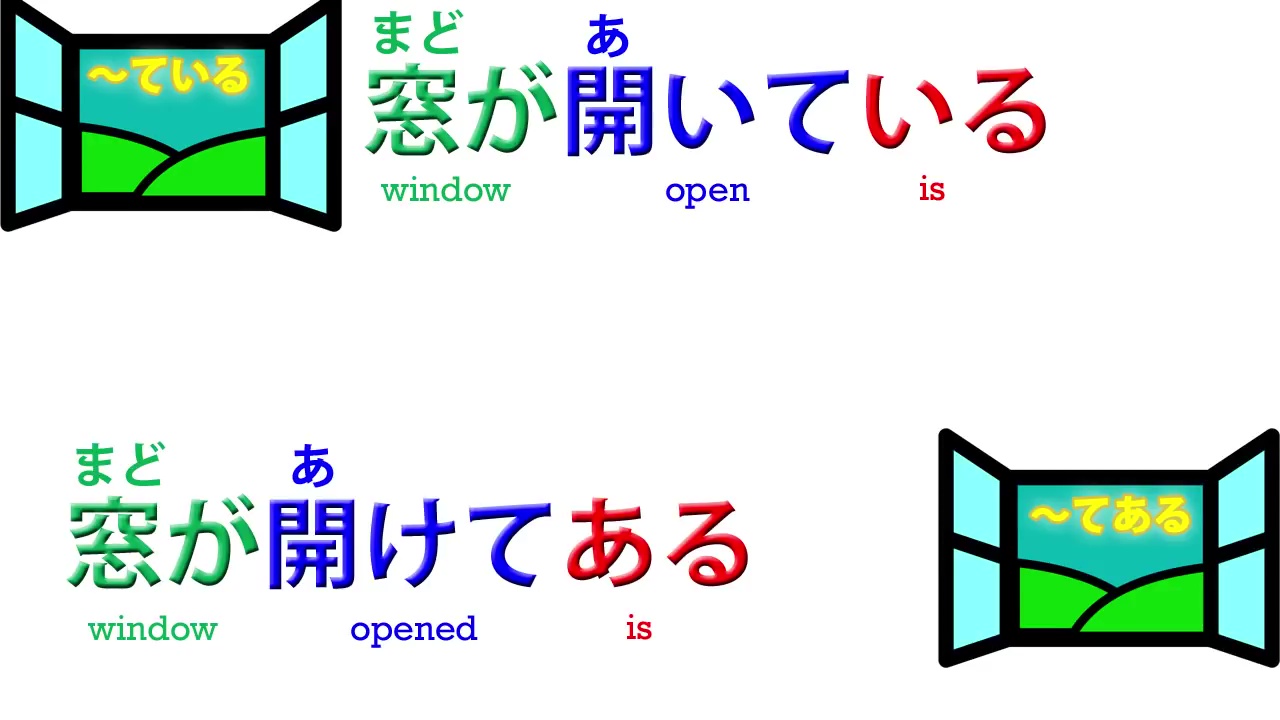 ～ている
まど あ
窓が開いている
window open is
まど あ
窓が開けてある
～てある
window opened is